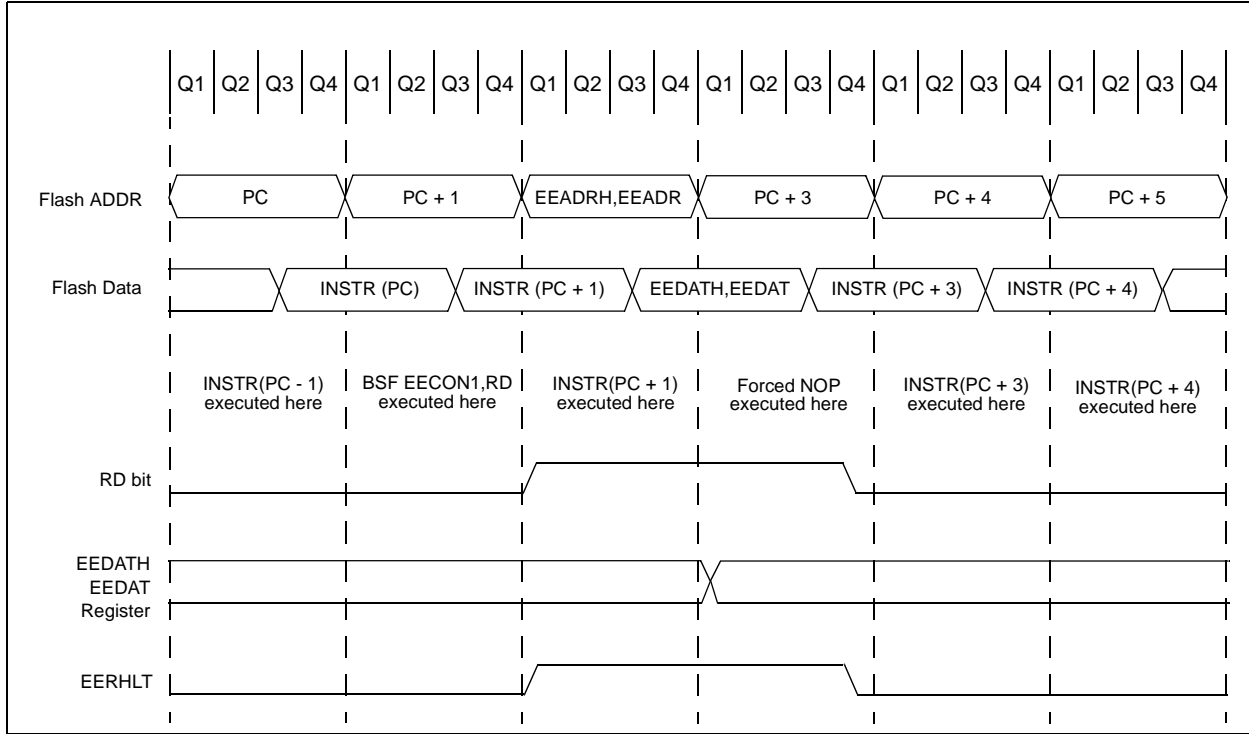 Q1 Q2 Q3 Q4 Q1 Q2 Q3 Q4 Q1 Q2 Q3 Q4 Q1 Q2 Q3 Q4 Q1 Q2 Q3 Q4 Q1 Q2 Q3 Q4
Flash ADDR PC PC + 1 EEADRH,EEADR PC + 3 PC + 4 PC + 5
Flash Data INSTR (PC) INSTR (PC + 1) EEDATH,EEDAT INSTR (PC + 3) INSTR (PC + 4)
INSTR(PC - 1)
executed here
BSF EECON1,RD
executed here
INSTR(PC + 1)
executed here
Forced NOP
executed here
INSTR(PC + 3)
executed here
INSTR(PC + 4)
executed here
RD bit
EEDATH
EEDAT
Register
EERHLT